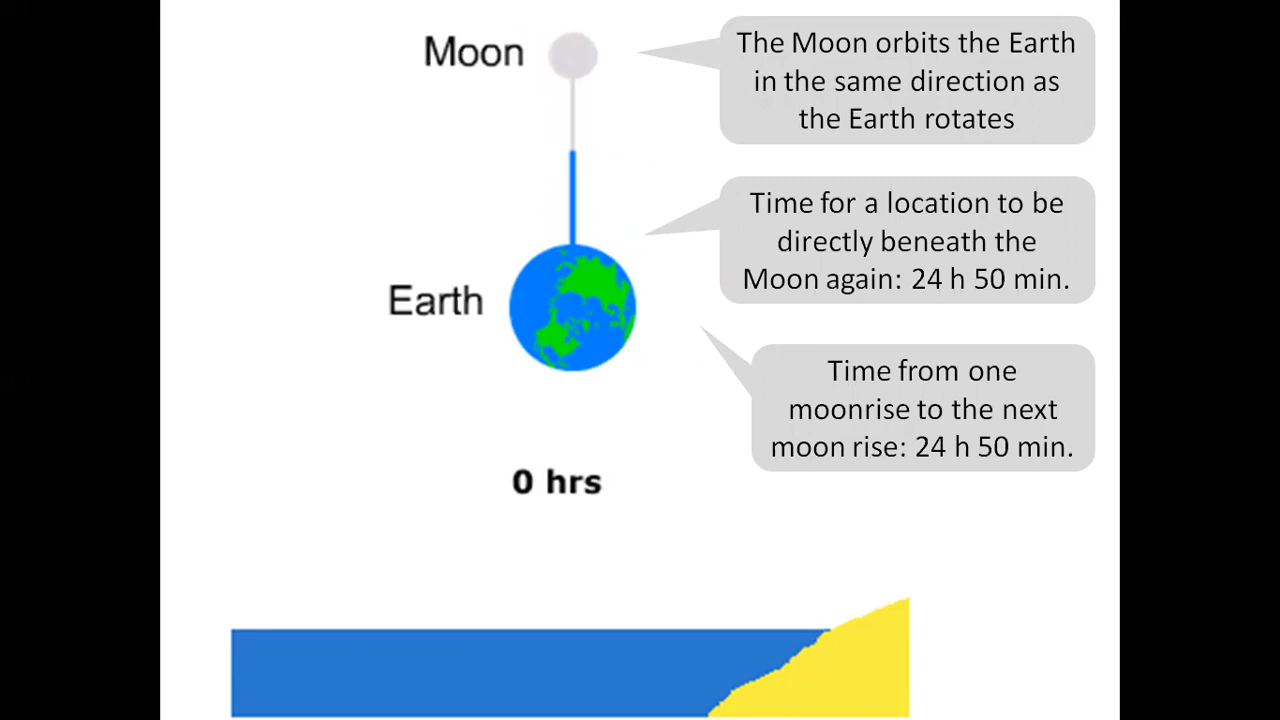 Moon
The Moon orbits the Earth
in the same direction as
the Earth rotates
Time for a location to be
directly beneath the
Moon again: 24 h 50 min.
Earth
Time from one
moonrise to the next
moon rise: 24 h 50 min.
0 hrs